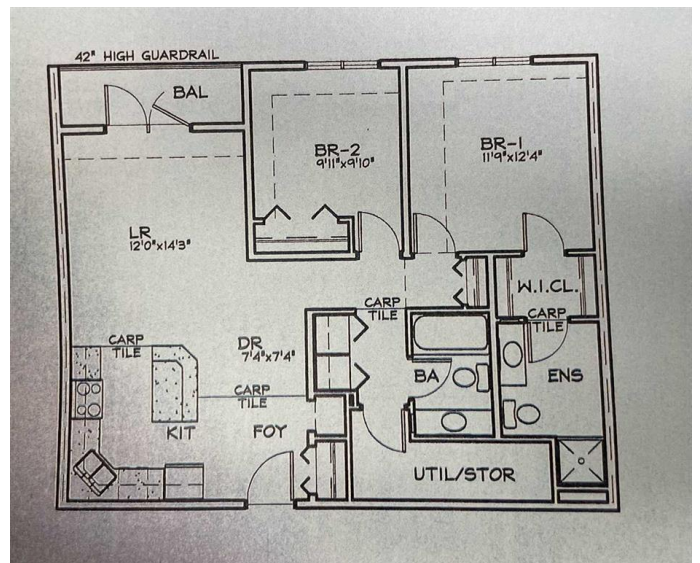 42" HIGH GUARDRAIL
BAL
BR-2
9'11"x9'10"
BR-1
11'9"x12'4"
LR
12'0"x14'3"
W.I.CL.
CARP
TILE
CARP
TILE
CARP
TILE
DR
7'4"x7'4"
BA
ENS
CARP
TILE
KIT
FOY
UTIL/STOR